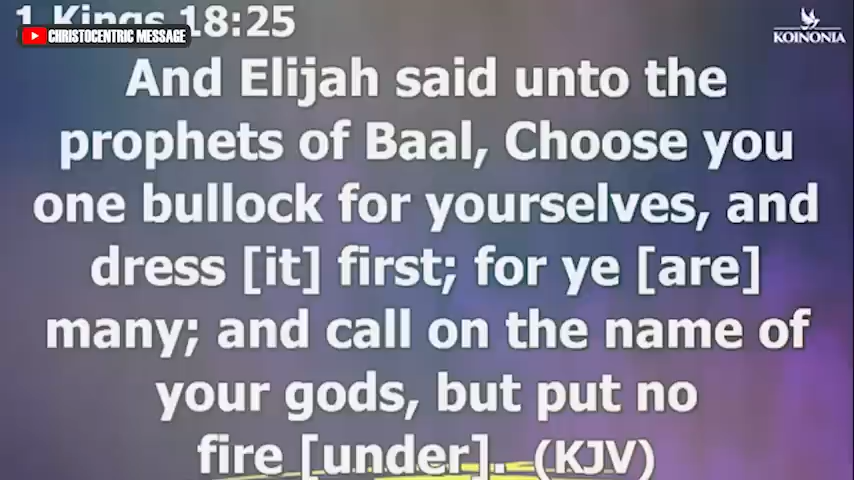 1 Kings 18:25
CHRISTOCENTRIC MESSAGE
KOINONIA
And Elijah said unto the
prophets of Baal, Choose you
one bullock for yourselves, and
dress [it] first; for ye [are]
many; and call on the name of
your gods, but put no
fire [under]. (KJV)